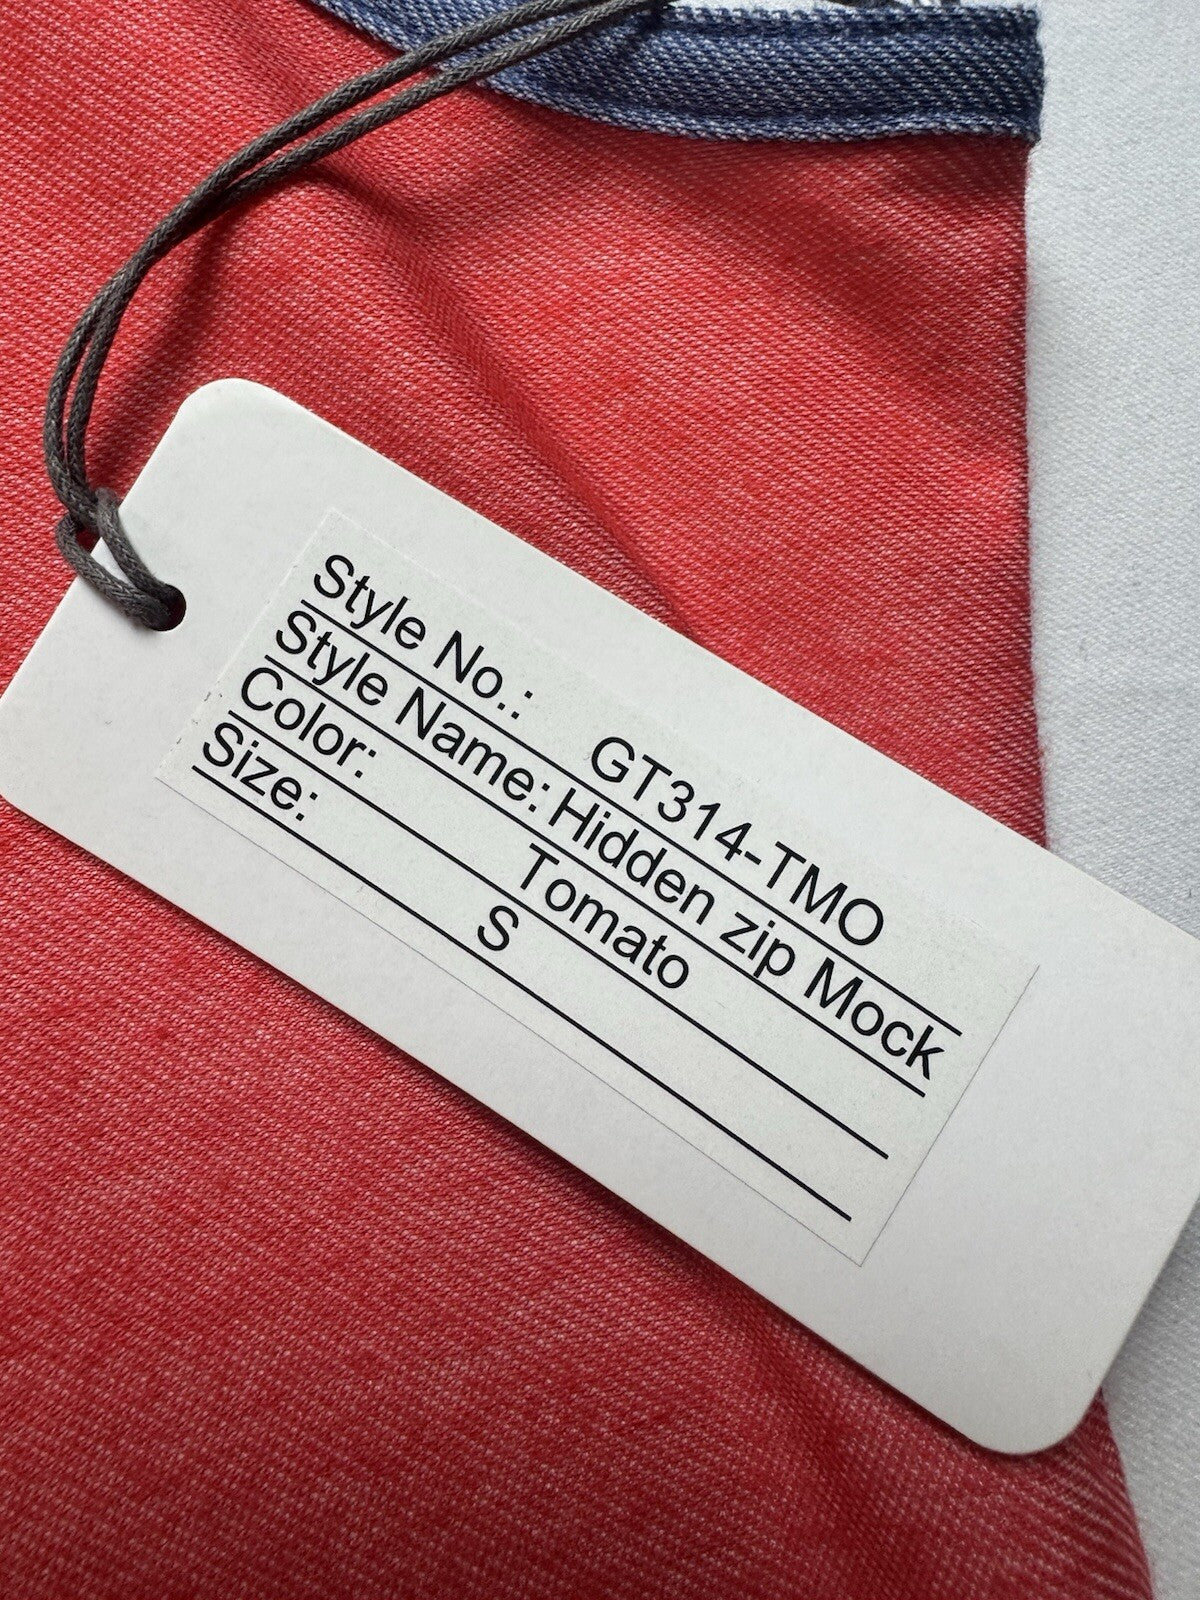 Style No.: GT314-TMO
Style Name: Hidden zip Mock
Color: Tomato
Size: S